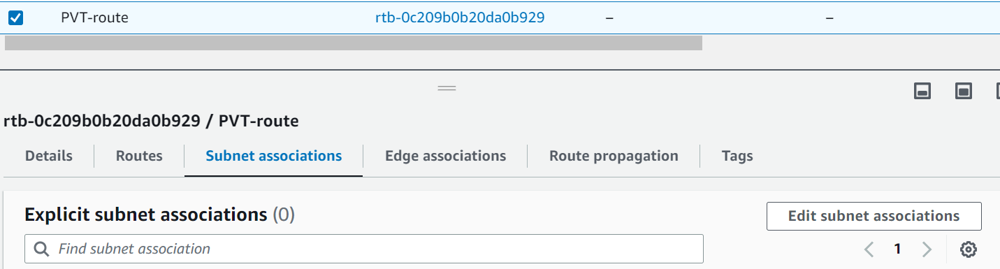 PVT-route rtb-0c209b0b20da0b929 – –
rtb-0c209b0b20da0b929 / PVT-route
Details Routes Subnet associations Edge associations Route propagation Tags
Explicit subnet associations (0) Edit subnet associations
Find subnet association 1